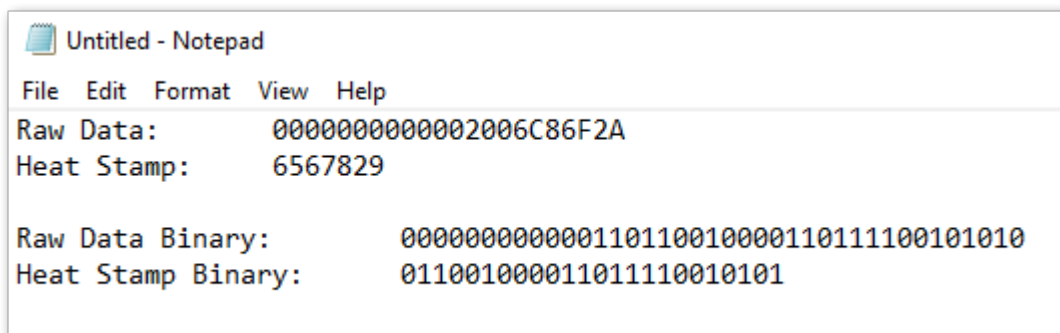 Untitled - Notepad
File Edit Format View Help
Raw Data: 0000000000002006C86F2A
Heat Stamp: 6567829
Raw Data Binary: 000000000000110110010000110111100101010
Heat Stamp Binary: 011001000011011110010101